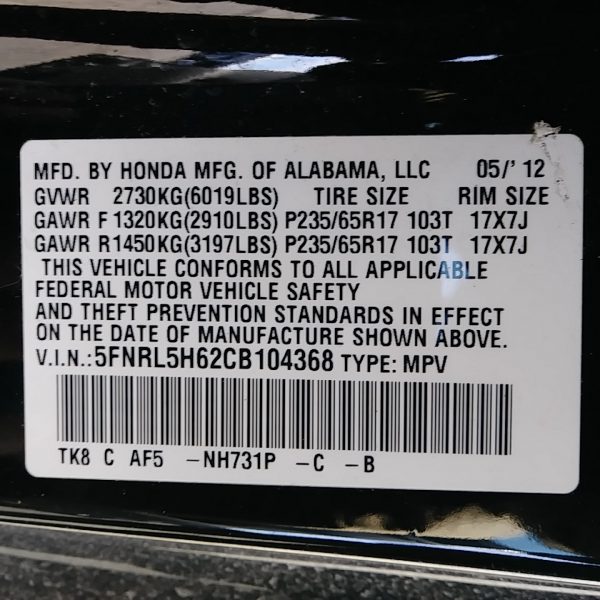 MFD. BY HONDA MFG. OF ALABAMA, LLC 05/' 12
GVWR 2730KG(6019LBS) TIRE SIZE RIM SIZE
GAWR F 1320KG(2910LBS) P235/65R17 103T 17X7J
GAWR R1450KG(3197LBS) P235/65R17 103T 17X7J
THIS VEHICLE CONFORMS TO ALL APPLICABLE
FEDERAL MOTOR VEHICLE SAFETY
AND THEFT PREVENTION STANDARDS IN EFFECT
ON THE DATE OF MANUFACTURE SHOWN ABOVE.
V.I.N.:5FNRL5H62CB104368 TYPE: MPV
TK8 C AF5 -NH731P -C -B